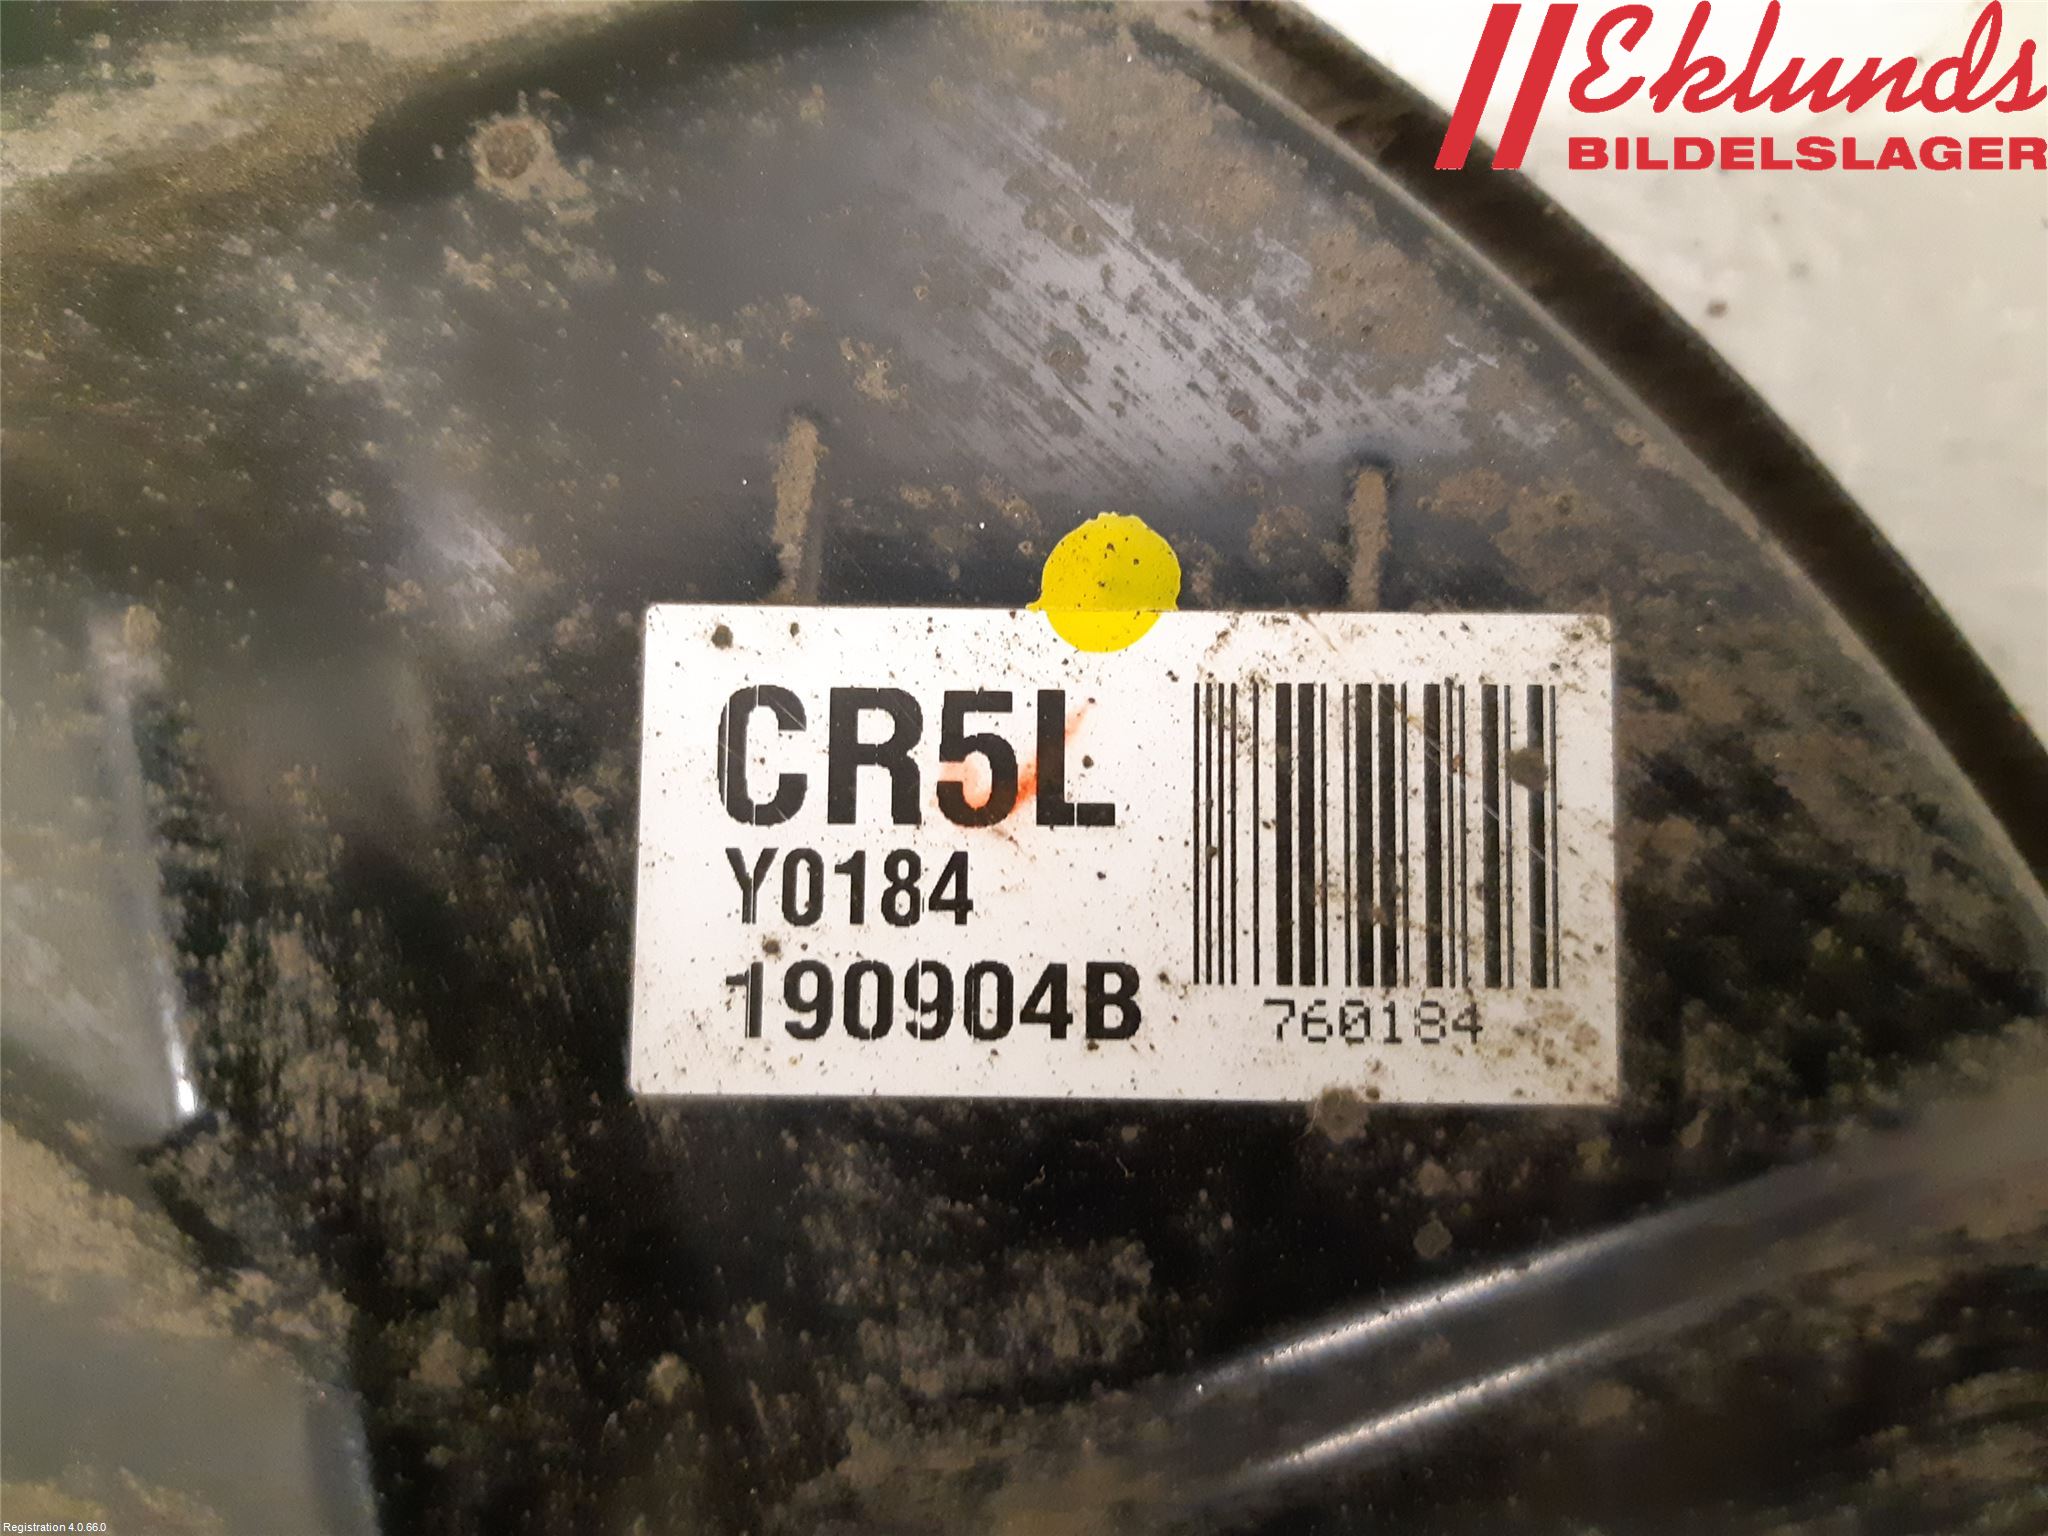 Eklunds
BILDELSLAGER
CR5L
Y0184
190904B
760184
Registration 4.0.66.0